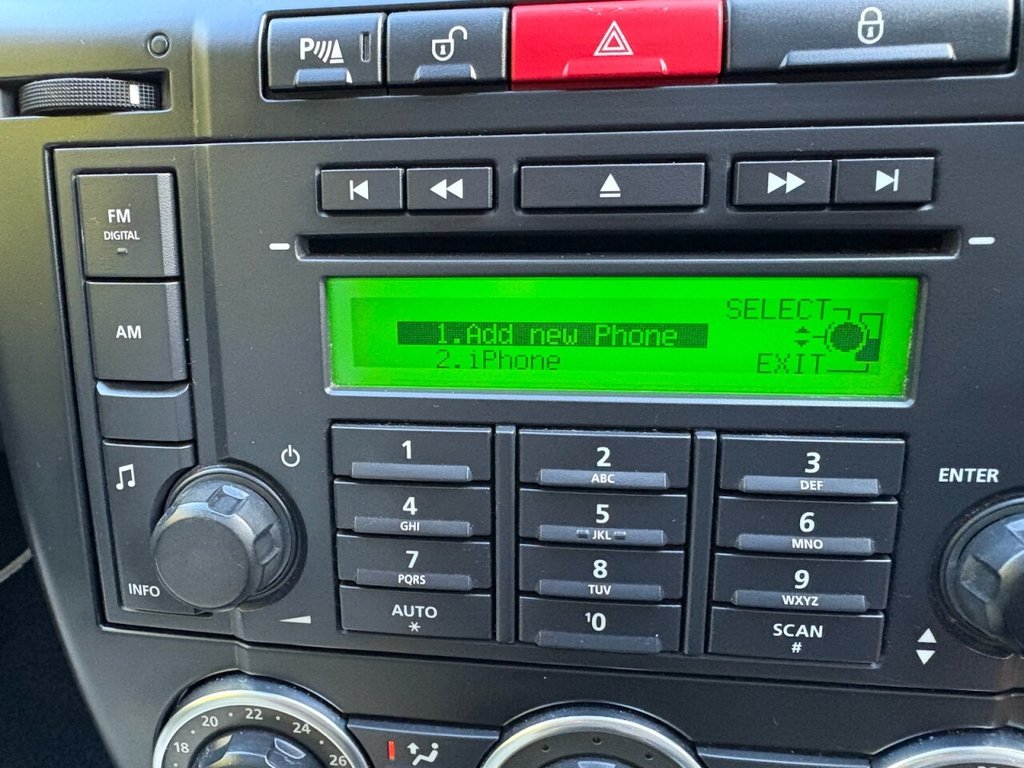 P
FM
DIGITAL
AM
SELECT
1.Add new Phone
2.iPhone
EXIT
1
2
ABC
3
DEF
ENTER
4
GHI
5
JKL
6
MNO
7
PQRS
8
TUV
9
WXYZ
INFO
AUTO
*
10
SCAN
#
18 20 22 24 26